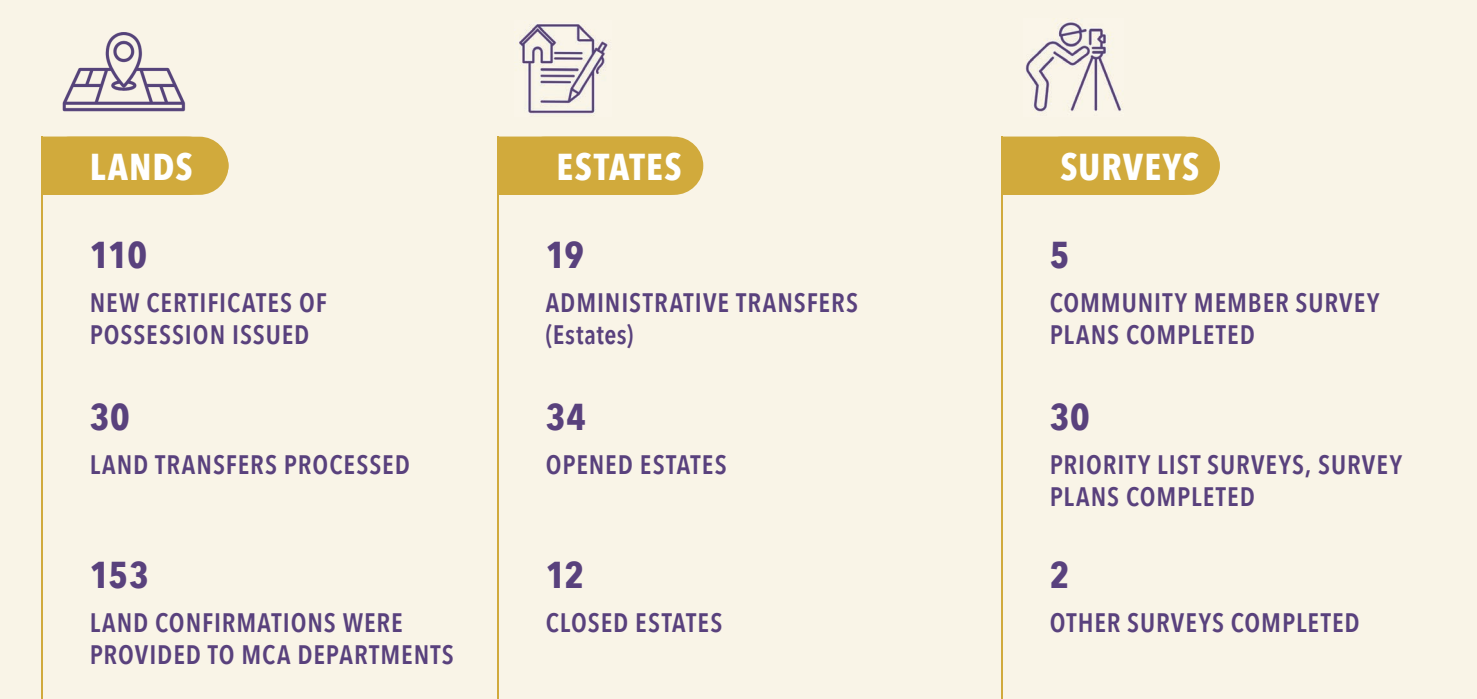 LANDS
110
NEW CERTIFICATES OF
POSSESSION ISSUED
30
LAND TRANSFERS PROCESSED
153
LAND CONFIRMATIONS WERE
PROVIDED TO MCA DEPARTMENTS
ESTATES
19
ADMINISTRATIVE TRANSFERS
(Estates)
34
OPENED ESTATES
12
CLOSED ESTATES
SURVEYS
5
COMMUNITY MEMBER SURVEY
PLANS COMPLETED
30
PRIORITY LIST SURVEYS, SURVEY
PLANS COMPLETED
2
OTHER SURVEYS COMPLETED